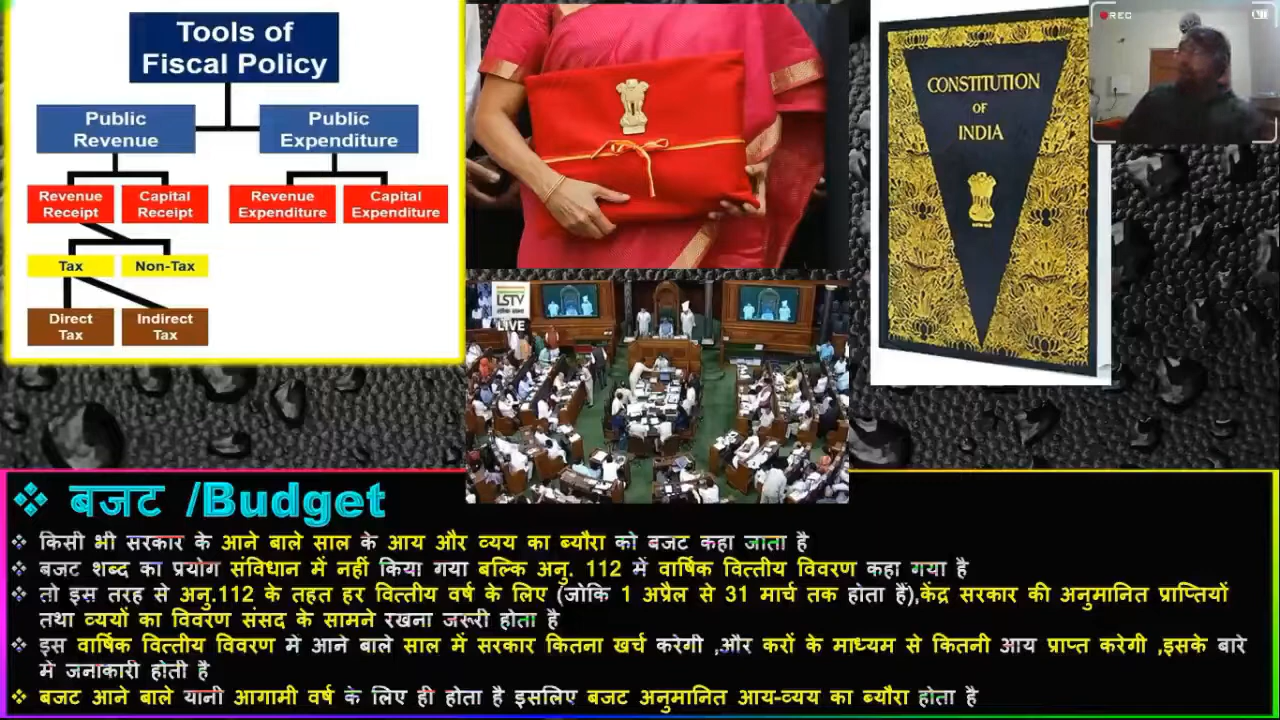 Tools of
Fiscal Policy
Public
Revenue
Public
Expenditure
Revenue
Receipt
Capital
Receipt
Revenue
Expenditure
Capital
Expenditure
Tax
Non-Tax
Direct
Tax
Indirect
Tax
LSTV
LIVE
CONSTITUTION
OF
INDIA
REC
❖ बजट /Budget
❖ किसी भी सरकार के आने बाले साल के आय और व्यय का ब्यौरा को बजट कहा जाता है
❖ बजट शब्द का प्रयोग संविधान में नहीं किया गया बल्कि अनु. 112 में वार्षिक वित्तीय विवरण कहा गया है
❖ तो इस तरह से अनु.112 के तहत हर वित्तीय वर्ष के लिए (जोकि 1 अप्रैल से 31 मार्च तक होता है),केंद्र सरकार की अनुमानित प्राप्तियों
तथा व्ययों का विवरण संसद के सामने रखना जरूरी होता है
❖ इस वार्षिक वित्तीय विवरण मे आने बाले साल में सरकार कितना खर्च करेगी ,और करों के माध्यम से कितनी आय प्राप्त करेगी ,इसके बारे
मे जनाकारी होती है
❖ बजट आने बाले यानी आगामी वर्ष के लिए ही होता है इसलिए बजट अनुमानित आय-व्यय का ब्यौरा होता है